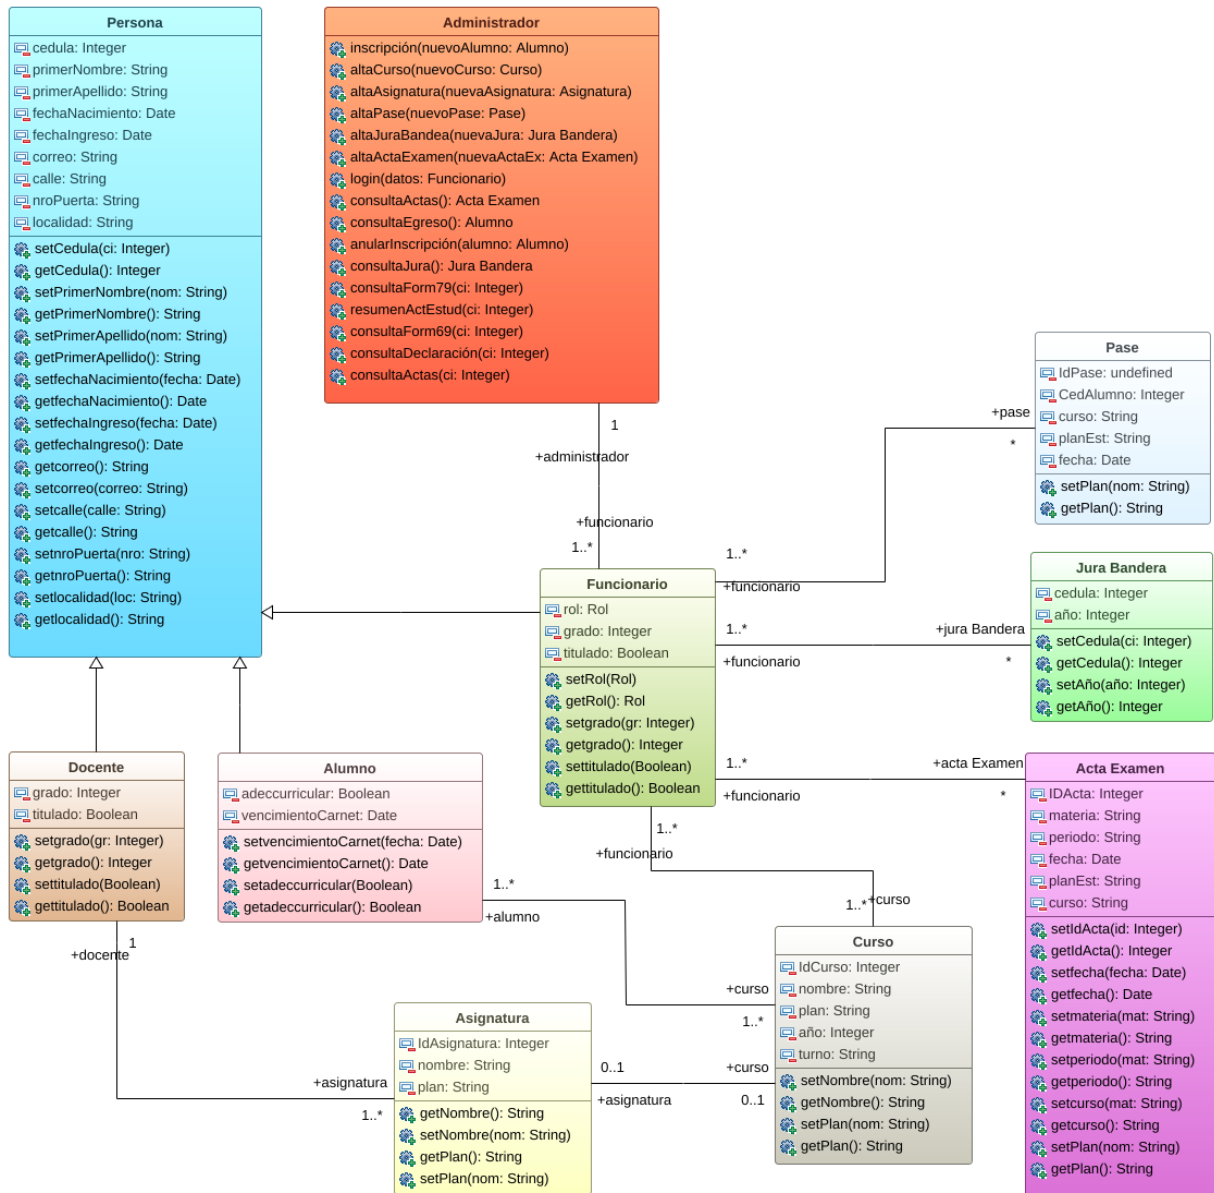 Persona
cedula: Integer
primerNombre: String
primerApellido: String
fechaNacimiento: Date
fechaIngreso: Date
correo: String
calle: String
nroPuerta: String
localidad: String
setCedula(ci: Integer)
getCedula(): Integer
setPrimerNombre(nom: String)
getPrimerNombre(): String
setPrimerApellido(nom: String)
getPrimerApellido(): String
setfechaNacimiento(fecha: Date)
getfechaNacimiento(): Date
setfechaIngreso(fecha: Date)
getfechaIngreso(): Date
getcorreo(): String
setcorreo(correo: String)
setcalle(calle: String)
getcalle(): String
setnroPuerta(nro: String)
getnroPuerta(): String
setlocalidad(loc: String)
getlocalidad(): String
Administrador
inscripción(nuevoAlumno: Alumno)
altaCurso(nuevoCurso: Curso)
altaAsignatura(nuevaAsignatura: Asignatura)
altaPase(nuevoPase: Pase)
altaJuraBandea(nuevaJura: Jura Bandera)
altaActaExamen(nuevaActaEx: Acta Examen)
login(datos: Funcionario)
consultaActas(): Acta Examen
consultaEgreso(): Alumno
anularInscripción(alumno: Alumno)
consultaJura(): Jura Bandera
consultaForm79(ci: Integer)
resumenActEstud(ci: Integer)
consultaForm69(ci: Integer)
consultaDeclaración(ci: Integer)
consultaActas(ci: Integer)
1
+administrador
+funcionario
1..*
Pase
IdPase: undefined
CedAlumno: Integer
curso: String
planEst: String
fecha: Date
setPlan(nom: String)
getPlan(): String
+pase
*
1..*
+funcionario
Funcionario
rol: Rol
grado: Integer
titulado: Boolean
setRol(Rol)
getRol(): Rol
setgrado(gr: Integer)
getgrado(): Integer
settitulado(Boolean)
gettitulado(): Boolean
Jura Bandera
cedula: Integer
año: Integer
setCedula(ci: Integer)
getCedula(): Integer
setAño(año: Integer)
getAño(): Integer
1..*
+jura Bandera
+funcionario
*
1..*
+acta Examen
+funcionario
*
Docente
grado: Integer
titulado: Boolean
setgrado(gr: Integer)
getgrado(): Integer
settitulado(Boolean)
gettitulado(): Boolean
Alumno
adeccurricular: Boolean
vencimientoCarnet: Date
setvencimientoCarnet(fecha: Date)
getvencimientoCarnet(): Date
setadeccurricular(Boolean)
getadeccurricular(): Boolean
Acta Examen
IDActa: Integer
materia: String
periodo: String
fecha: Date
planEst: String
curso: String
setIdActa(id: Integer)
getIdActa(): Integer
setfecha(fecha: Date)
getfecha(): Date
setmateria(mat: String)
getmateria(): String
setperiodo(mat: String)
getperiodo(): String
setcurso(mat: String)
getcurso(): String
setPlan(nom: String)
getPlan(): String
1..*
+funcionario
1..*
+curso
1..*
+alumno
+curso
1..*
Curso
IdCurso: Integer
nombre: String
plan: String
año: Integer
turno: String
setNombre(nom: String)
getNombre(): String
setPlan(nom: String)
getPlan(): String
1
+docente
+asignatura
1..*
Asignatura
IdAsignatura: Integer
nombre: String
plan: String
getNombre(): String
setNombre(nom: String)
getPlan(): String
setPlan(nom: String)
0..1
+curso
+asignatura
0..1